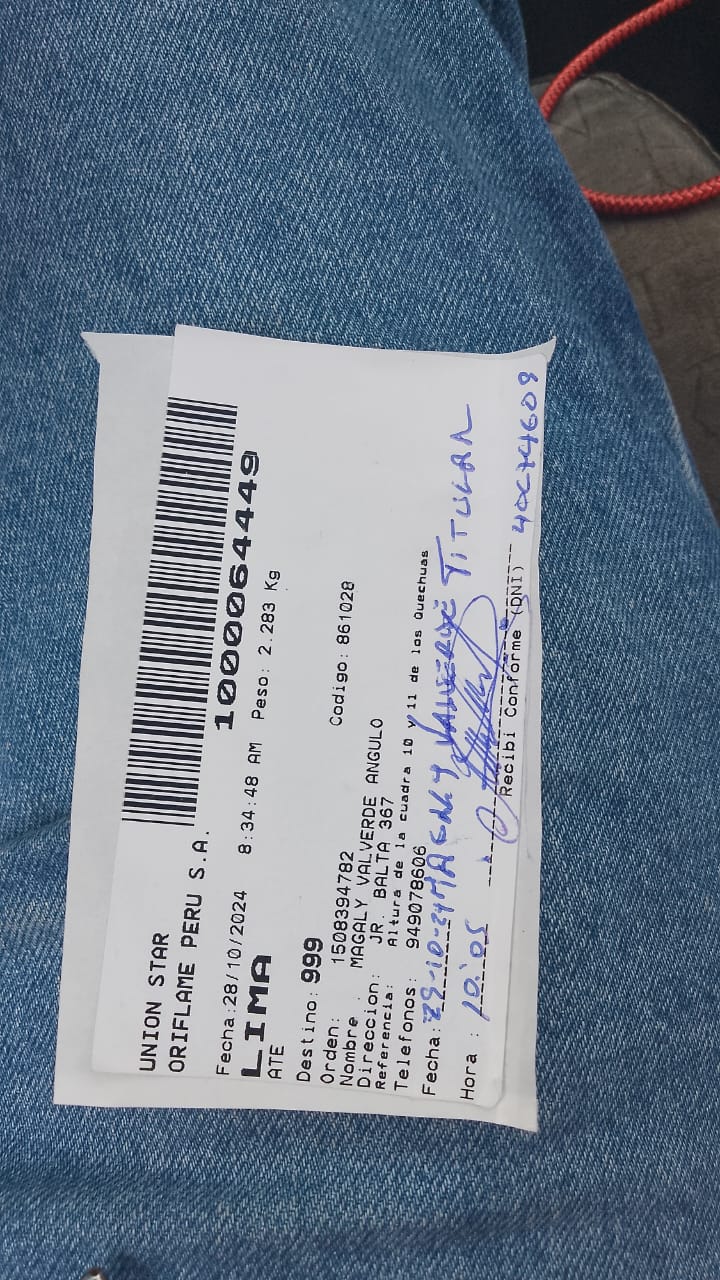 UNION STAR
ORIFLAME PERU S.A.
1000064449
Fecha:28/10/2024 8:34:48 AM Peso: 2.283 Kg
LIMA
ATE
Destino: 999
Orden: 1508394782 Codigo: 861028
Nombre : MAGALY VALVERDE ANGULO
Direccion: JR. BALTA 367
Referencia: Altura de la cuadra 10 y 11 de los Quechuas
Telefonos: 949078606
Fecha: 29-10-24 MAGALY VALVERDE TITULAR
Hora : 10:05
Recibi Conforme (DNI)